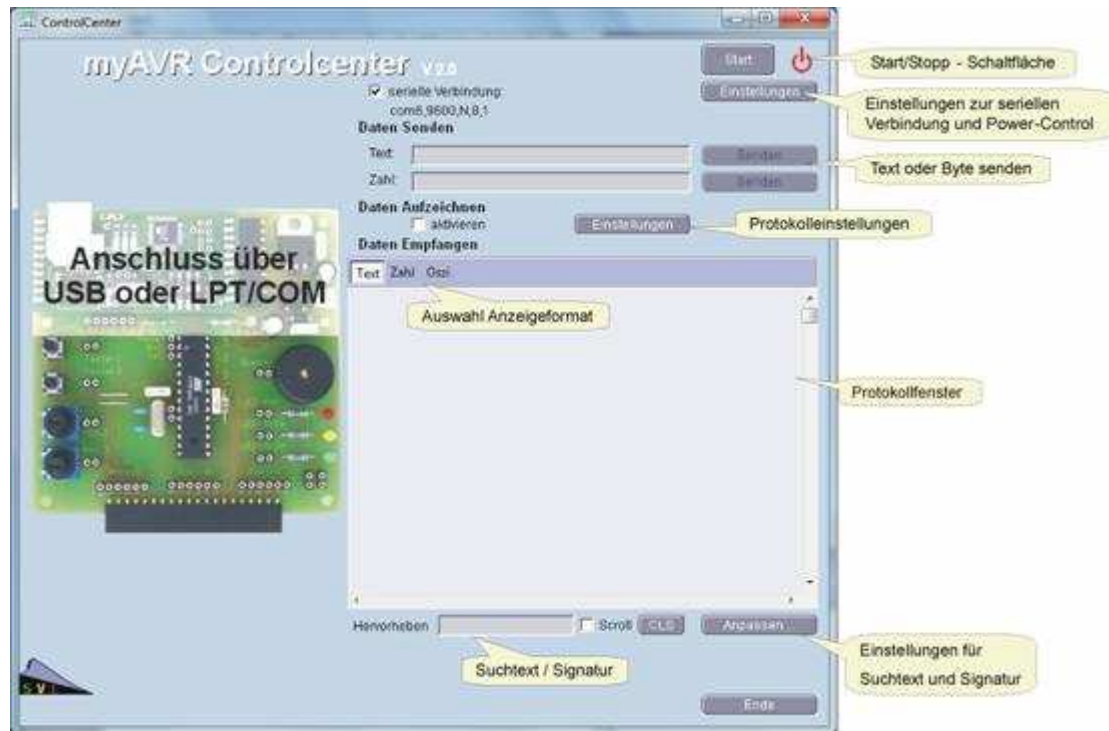 ControlCenter
myAVR Controlcenter V 2.0
Start
Start/Stopp - Schaltfläche
serielle Verbindung:
com6,9600,N,8,1
Einstellungen
Einstellungen zur seriellen
Verbindung und Power-Control
Daten Senden
Text:
Senden
Text oder Byte senden
Zahl:
Senden
Daten Aufzeichnen
aktivieren
Einstellungen
Protokolleinstellungen
Daten Empfangen
Anschluss über
USB oder LPT/COM
Text Zahl Oszi
Auswahl Anzeigeformat
Protokollfenster
Hervorheben
Scroll
CLS
Anpassen
Suchtext / Signatur
Einstellungen für
Suchtext und Signatur
S.V.L.
Ende